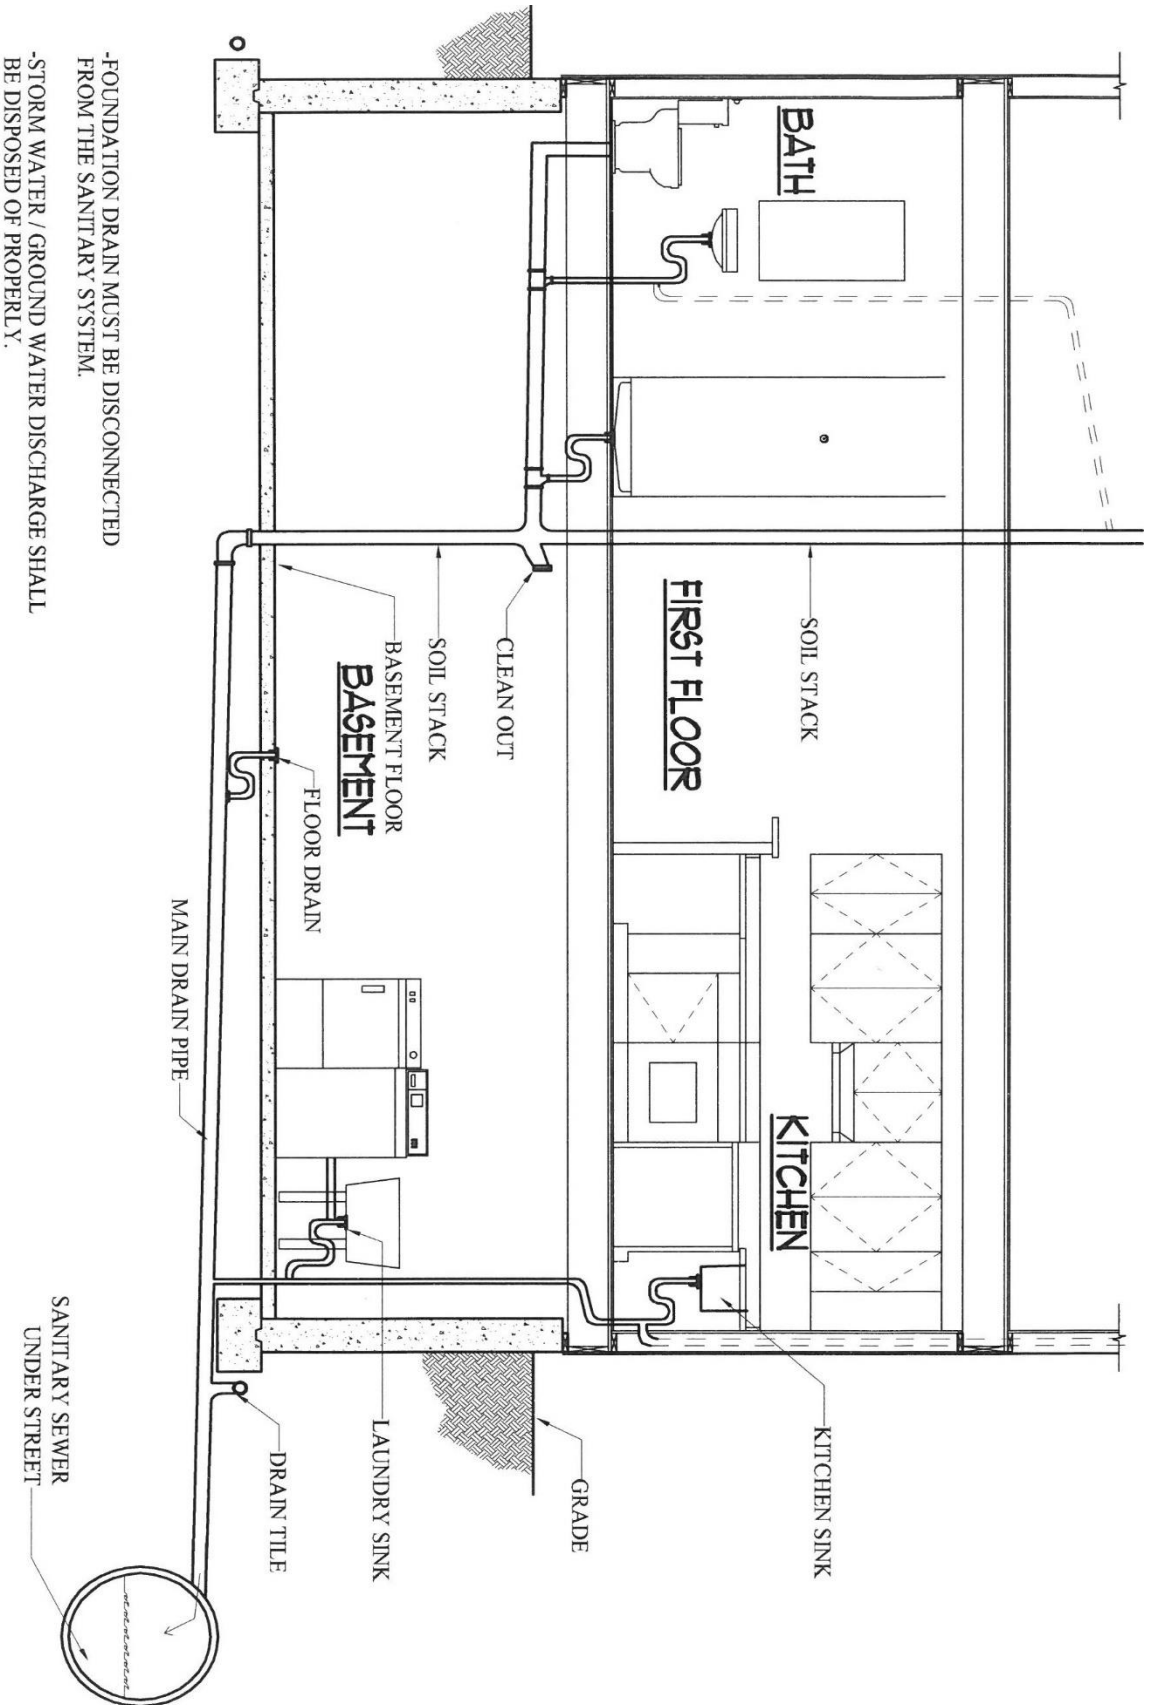 BATH
SOIL STACK
FIRST FLOOR
KITCHEN
KITCHEN SINK
CLEAN OUT
SOIL STACK
BASEMENT FLOOR
BASEMENT
FLOOR DRAIN
GRADE
LAUNDRY SINK
DRAIN TILE
MAIN DRAIN PIPE
SANITARY SEWER
UNDER STREET
-FOUNDATION DRAIN MUST BE DISCONNECTED
FROM THE SANITARY SYSTEM.
-STORM WATER / GROUND WATER DISCHARGE SHALL
BE DISPOSED OF PROPERLY.